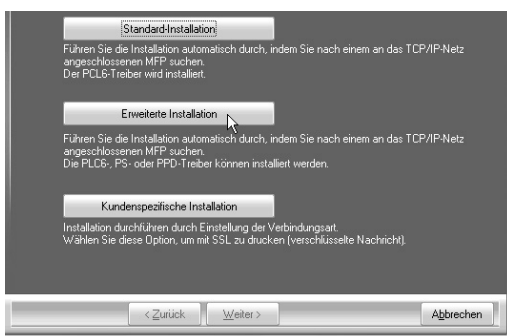 Standard-Installation
Führen Sie die Installation automatisch durch, indem Sie nach einem an das TCP/IP-Netz
angeschlossenen MFP suchen.
Der PCL6-Treiber wird installiert.
Erweiterte Installation
Führen Sie die Installation automatisch durch, indem Sie nach einem an das TCP/IP-Netz
angeschlossenen MFP suchen.
Die PLC6-, PS- oder PPD-Treiber können installiert werden.
Kundenspezifische Installation
Installation durchführen durch Einstellung der Verbindungsart.
Wählen Sie diese Option, um mit SSL zu drucken (verschlüsselte Nachricht).
< Zurück
Weiter >
Abbrechen